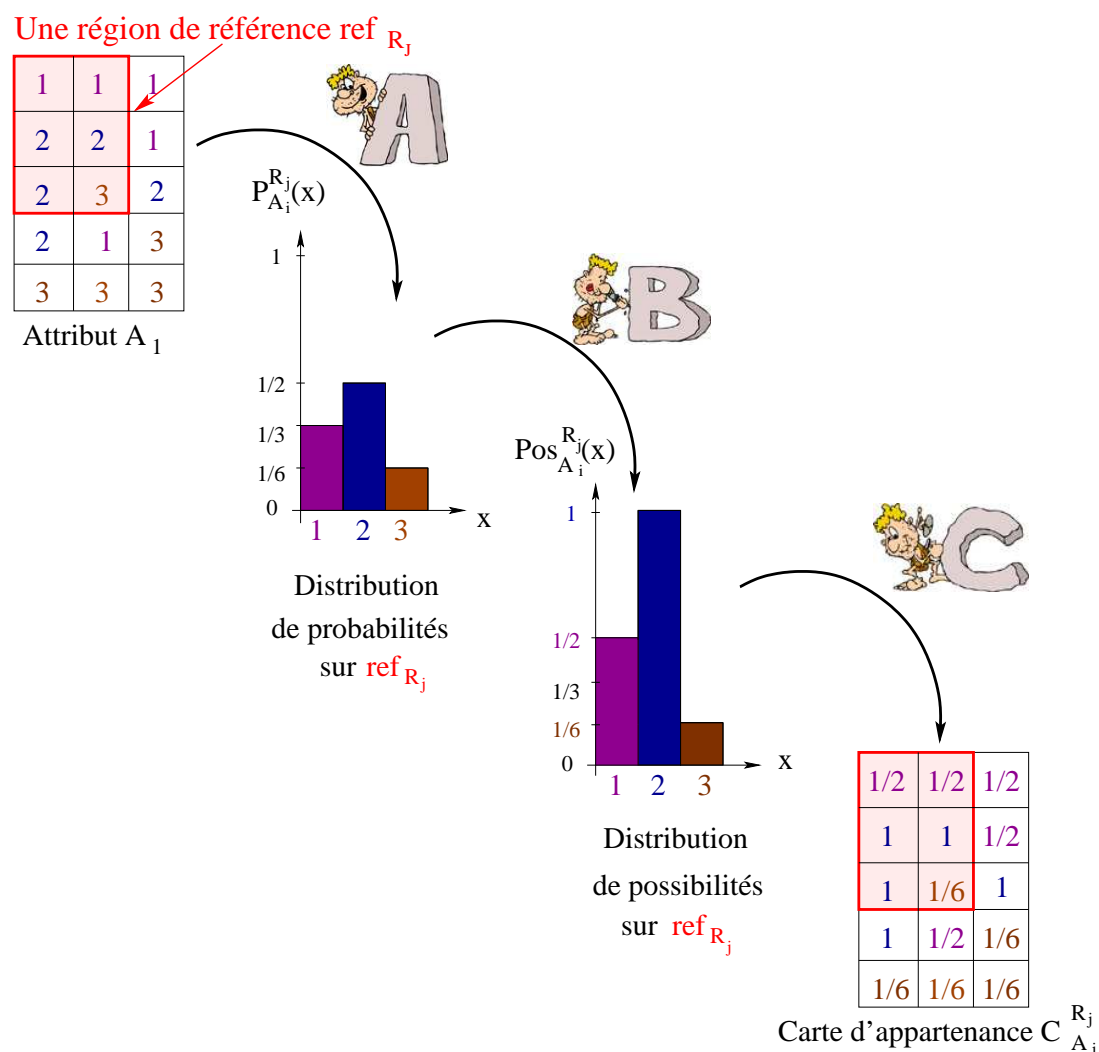 Une région de référence ref R_J
1 1 1
2 2 1
2 3 2
2 1 3
3 3 3
Attribut A 1
A
P A_i R_j (x)
1
1/2
1/3
1/6
0
1 2 3
x
Distribution
de probabilités
sur ref R_j
B
Pos A_i R_j (x)
1
1/2
1/3
1/6
0
1 2 3
x
Distribution
de possibilités
sur ref R_j
C
1/2 1/2 1/2
1 1 1/2
1 1/6 1
1 1/2 1/6
1/6 1/6 1/6
Carte d'appartenance C R_j A_i